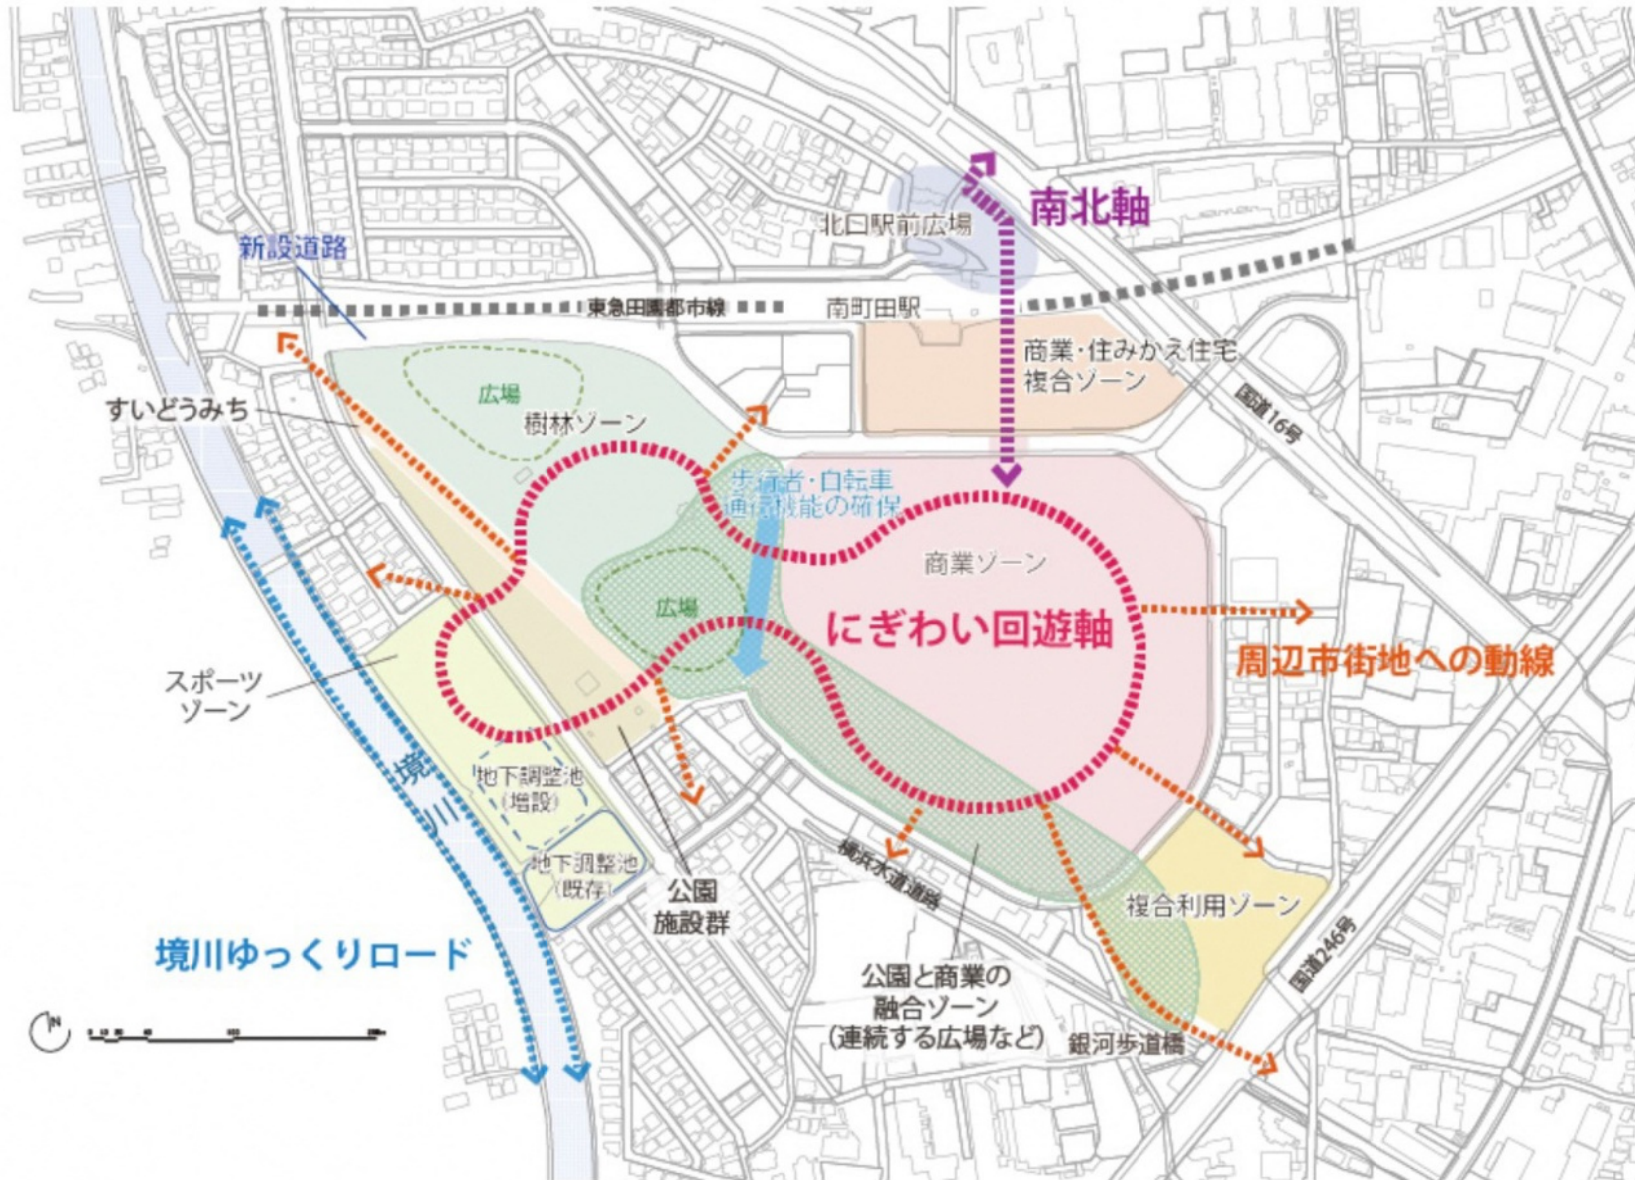 南北軸
北口駅前広場
新設道路
東急田園都市線
南町田駅
商業・住みかえ住宅
複合ゾーン
国道16号
すいどうみち
広場
樹林ゾーン
歩行者・自転車
通行機能の確保
商業ゾーン
広場
にぎわい回遊軸
周辺市街地への動線
スポーツ
ゾーン
境川
地下調整池
(増設)
地下調整池
(既存)
公園
施設群
横浜水道道路
複合利用ゾーン
国道246号
境川ゆっくりロード
公園と商業の
融合ゾーン
(連続する広場など)
銀河歩道橋
N